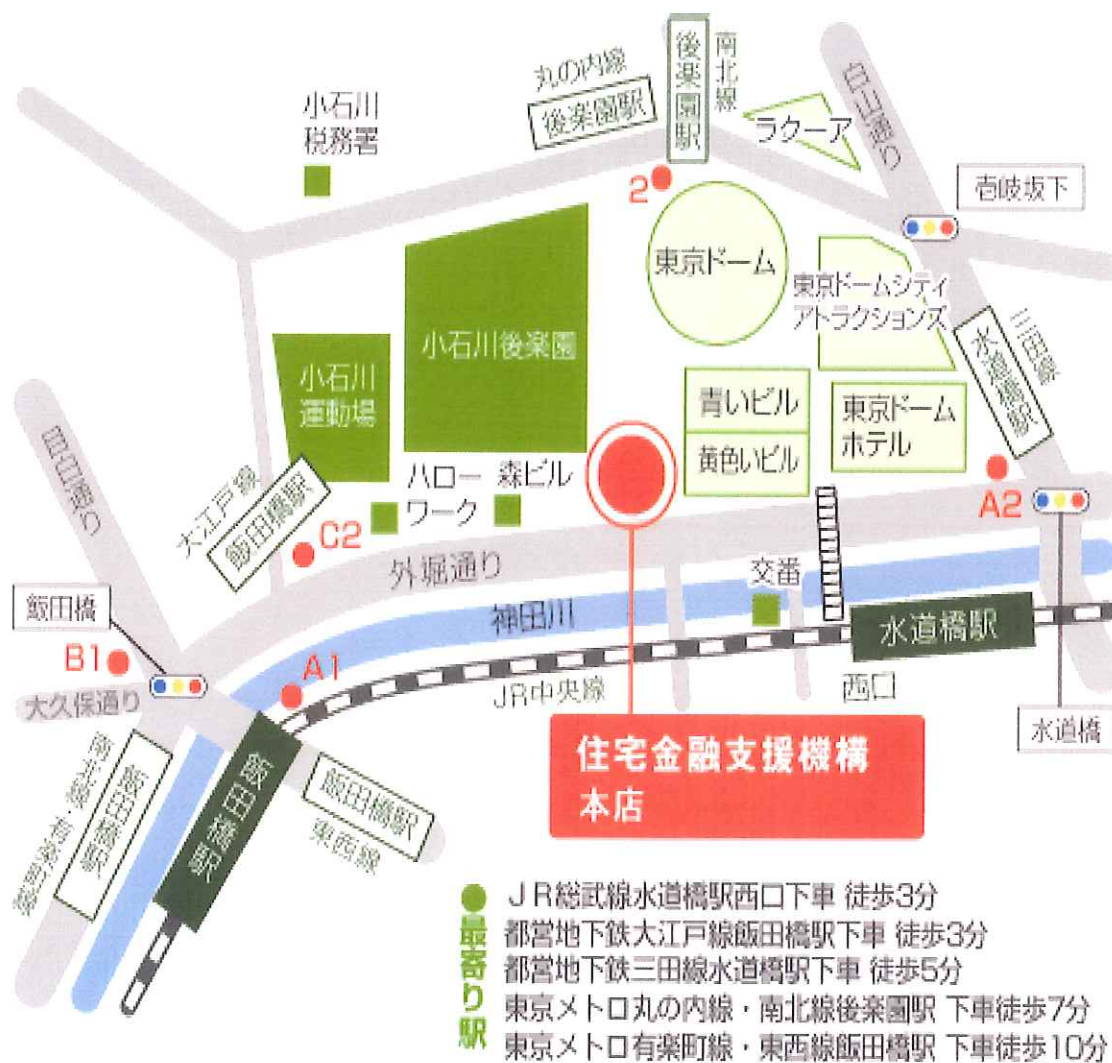 小石川
税務署
丸の内線
後楽園駅
後楽園駅
南北線
ラクーア
白山通り
壱岐坂下
2
東京ドーム
東京ドームシティ
アトラクションズ
小石川後楽園
小石川
運動場
青いビル
黄色いビル
東京ドーム
ホテル
水道橋駅
三田線
目白通り
大江戸線
飯田橋駅
C2
ハロー
ワーク
森ビル
A2
外堀通り
交番
飯田橋
神田川
水道橋駅
B1
A1
大久保通り
JR中央線
西口
水道橋
南北線・有楽町線
飯田橋駅
飯田橋駅
飯田橋駅
東西線
住宅金融支援機構
本店
●最寄り駅
JR総武線水道橋駅西口下車 徒歩3分
都営地下鉄大江戸線飯田橋駅下車 徒歩3分
都営地下鉄三田線水道橋駅下車 徒歩5分
東京メトロ丸の内線・南北線後楽園駅 下車徒歩7分
東京メトロ有楽町線・東西線飯田橋駅 下車徒歩10分